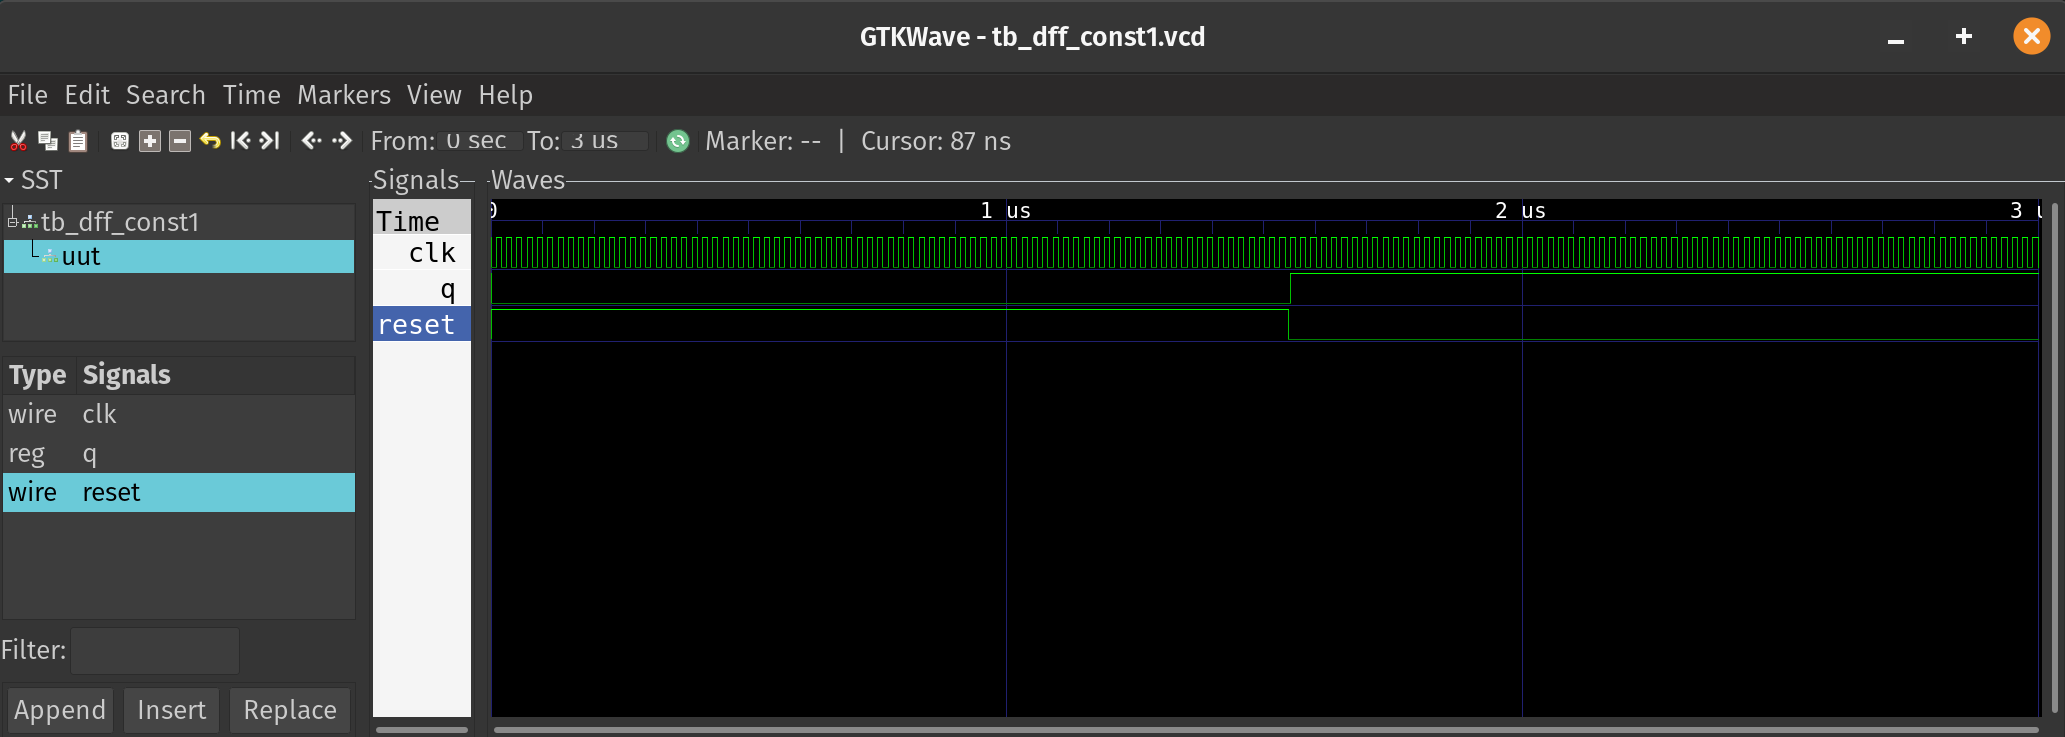 GTKWave - tb_dff_const1.vcd
File Edit Search Time Markers View Help
From: 0 sec To: 3 us Marker: -- | Cursor: 87 ns
SST
tb_dff_const1
uut
Type Signals
wire clk
reg q
wire reset
Filter:
Append Insert Replace
Signals
Time
clk
q
reset
Waves
0 1 us 2 us 3 u